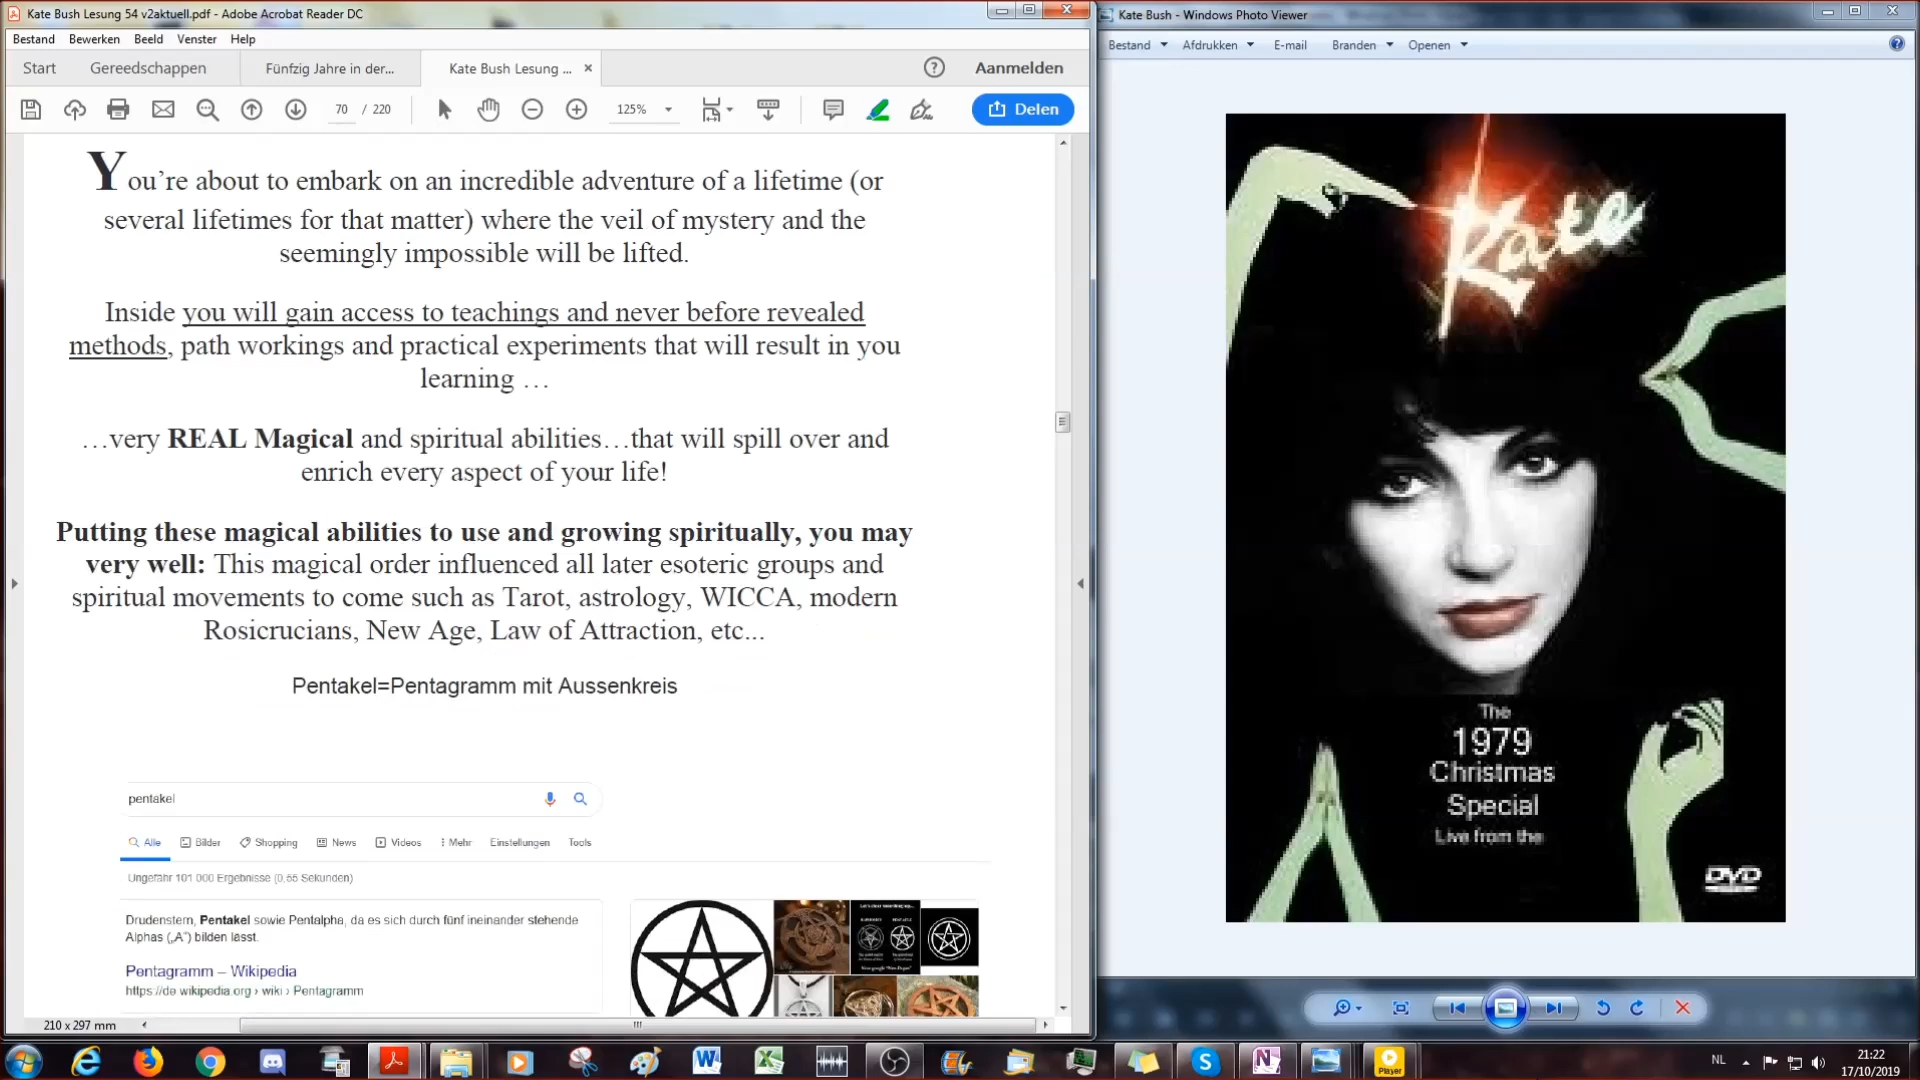 Kate Bush Lesung 54 v2aktuell.pdf - Adobe Acrobat Reader DC
Bestand Bewerken Beeld Venster Help
Start Gereedschappen Fünfzig Jahre in der... Kate Bush Lesung ... × Aanmelden
70 / 220 125% Delen
You're about to embark on an incredible adventure of a lifetime (or
several lifetimes for that matter) where the veil of mystery and the
seemingly impossible will be lifted.
Inside you will gain access to teachings and never before revealed
methods, path workings and practical experiments that will result in you
learning …
…very REAL Magical and spiritual abilities…that will spill over and
enrich every aspect of your life!
Putting these magical abilities to use and growing spiritually, you may
very well: This magical order influenced all later esoteric groups and
spiritual movements to come such as Tarot, astrology, WICCA, modern
Rosicrucians, New Age, Law of Attraction, etc...
Pentakel=Pentagramm mit Aussenkreis
pentakel
Alle Bilder Shopping News Videos Mehr Einstellungen Tools
Ungefähr 101 000 Ergebnisse (0,55 Sekunden)
Drudenstern, Pentakel sowie Pentalpha, da es sich durch fünf ineinander stehende
Alphas („A") bilden lässt.
Pentagramm – Wikipedia
https://de.wikipedia.org › wiki › Pentagramm
210 x 297 mm
Kate Bush - Windows Photo Viewer
Bestand Afdrukken E-mail Branden Openen
Kate
The
1979
Christmas
Special
Live from the
DVD
Player
NL
21:22
17/10/2019